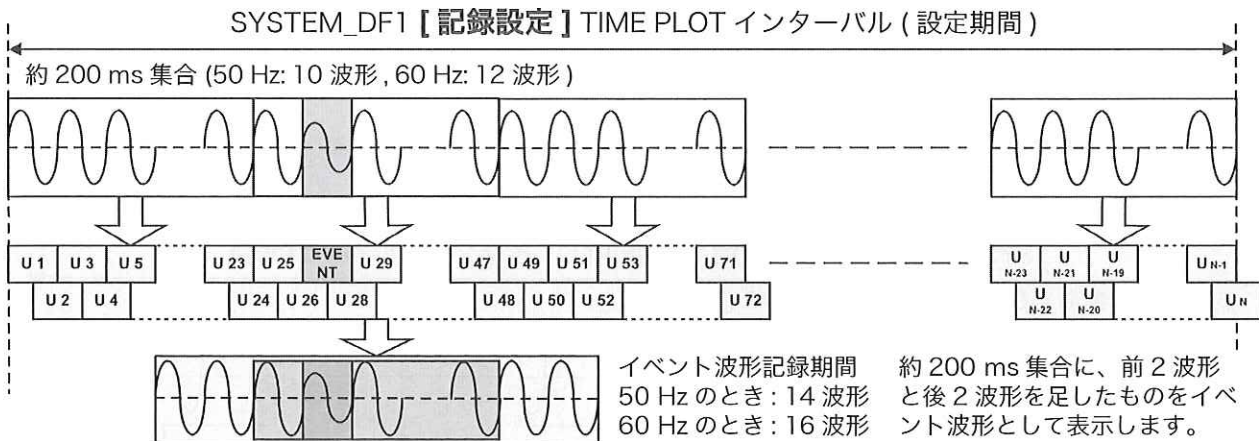 SYSTEM_DF1 [ 記録設定 ] TIME PLOT インターバル ( 設定期間 )
約 200 ms 集合 (50 Hz: 10 波形 , 60 Hz: 12 波形 )
U 1 U 3 U 5 U 23 U 25 EVE NT U 29 U 47 U 49 U 51 U 53 U 71 U N-23 U N-21 U N-19 U N-1
U 2 U 4 U 24 U 26 U 28 U 48 U 50 U 52 U 72 U N-22 U N-20 U N
イベント波形記録期間
50 Hz のとき : 14 波形
60 Hz のとき : 16 波形
約 200 ms 集合に、前 2 波形
と後 2 波形を足したものをイベ
ント波形として表示します。